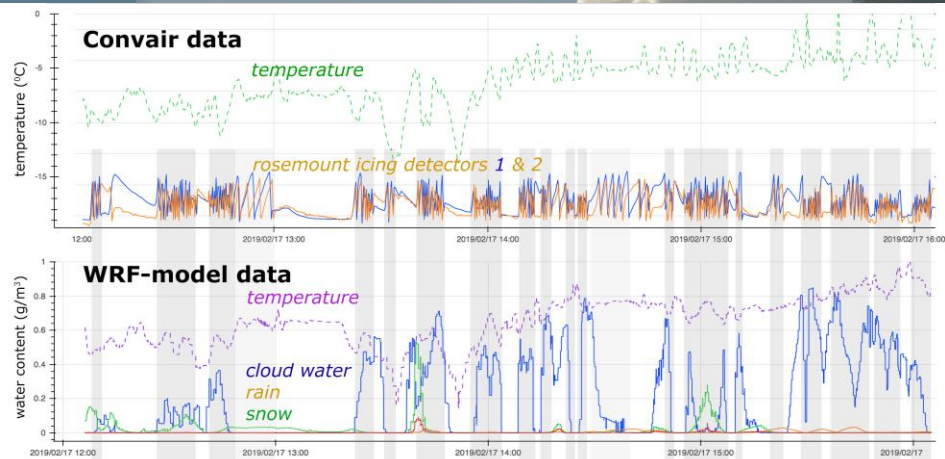 0
Convair data
temperature
-5
temperature (⁰C)
-10
rosemount icing detectors 1 & 2
-15
12:00
2019/02/17 13:00
2019/02/17 14:00
2019/02/17 15:00
2019/02/17 16:00
1
WRF-model data
temperature
0.8
0.6
water content (g/m³)
cloud water
0.4
rain
snow
0.2
0
2019/02/17 12:00
2019/02/17 13:00
2019/02/17 14:00
2019/02/17 15:00
2019/02/17